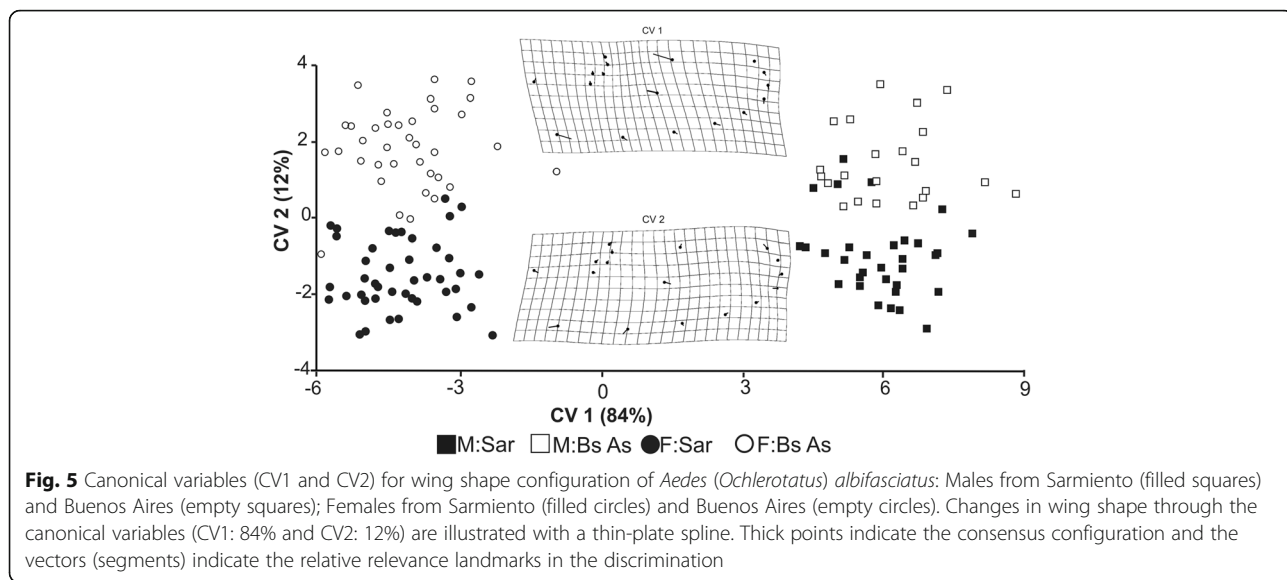 CV 1
4
2
0
-2
-4
CV 2 (12%)
CV 2
-6
-3
0
3
6
9
CV 1 (84%)
M:Sar M:Bs As F:Sar F:Bs As
Fig. 5 Canonical variables (CV1 and CV2) for wing shape configuration of Aedes (Ochlerotatus) albifasciatus: Males from Sarmiento (filled squares)
and Buenos Aires (empty squares); Females from Sarmiento (filled circles) and Buenos Aires (empty circles). Changes in wing shape through the
canonical variables (CV1: 84% and CV2: 12%) are illustrated with a thin-plate spline. Thick points indicate the consensus configuration and the
vectors (segments) indicate the relative relevance landmarks in the discrimination